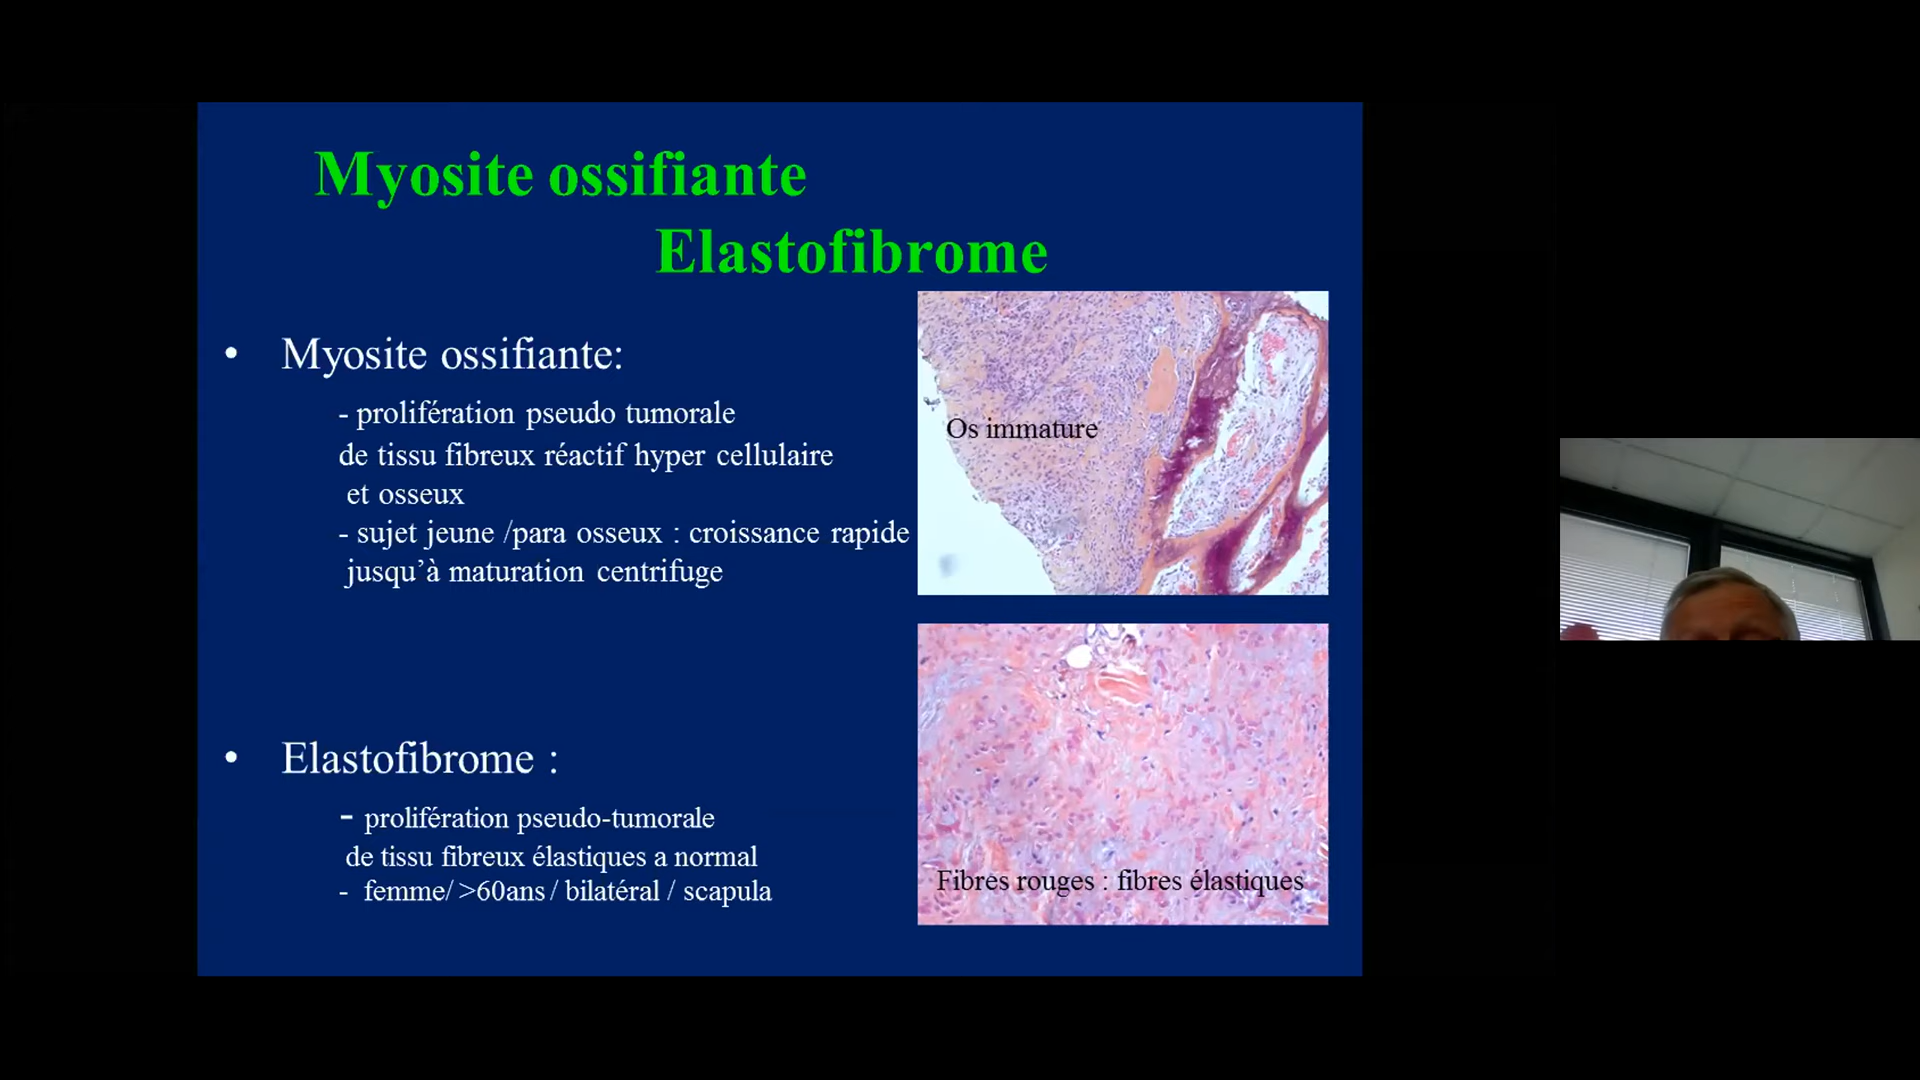 Myosite ossifiante
Elastofibrome
• Myosite ossifiante:
- prolifération pseudo tumorale
de tissu fibreux réactif hyper cellulaire
et osseux
- sujet jeune /para osseux : croissance rapide
jusqu'à maturation centrifuge
Os immature
• Elastofibrome :
- prolifération pseudo-tumorale
de tissu fibreux élastiques a normal
- femme/ >60ans / bilatéral / scapula
Fibres rouges : fibres élastiques